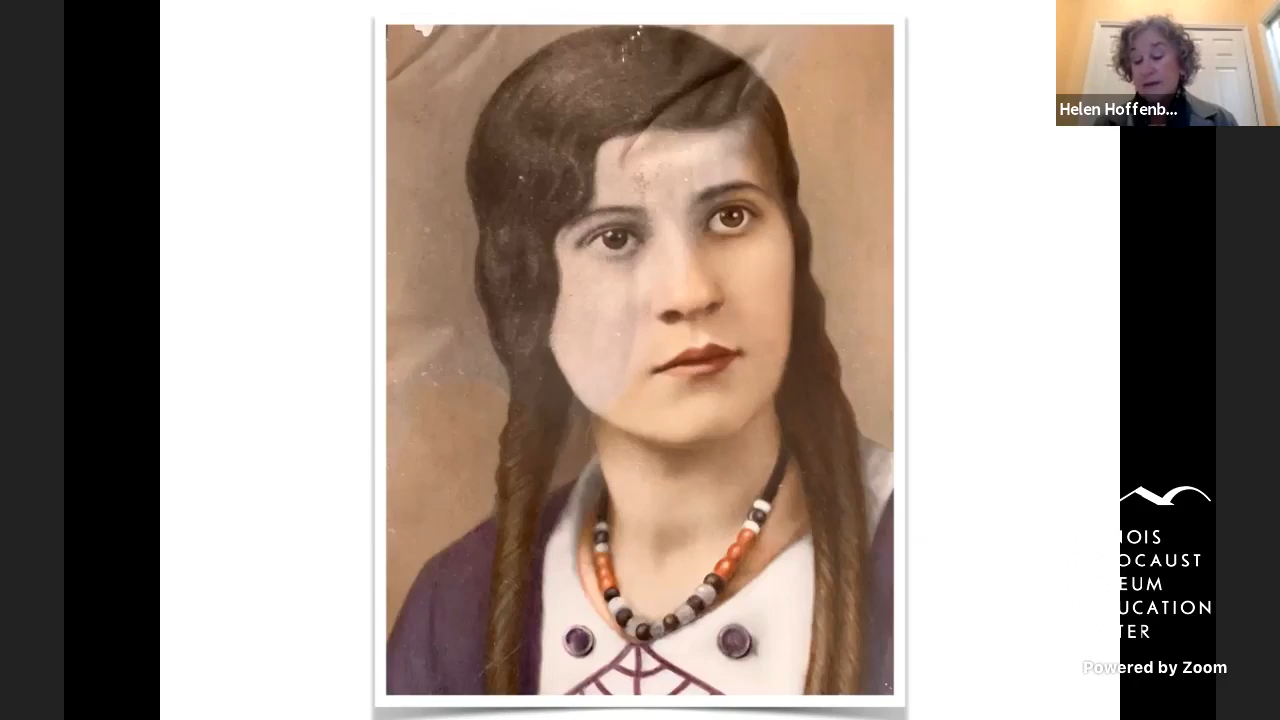 Helen Hoffenb...
NOIS
OCAUST
EUM
UCATION
TER
Powered by Zoom